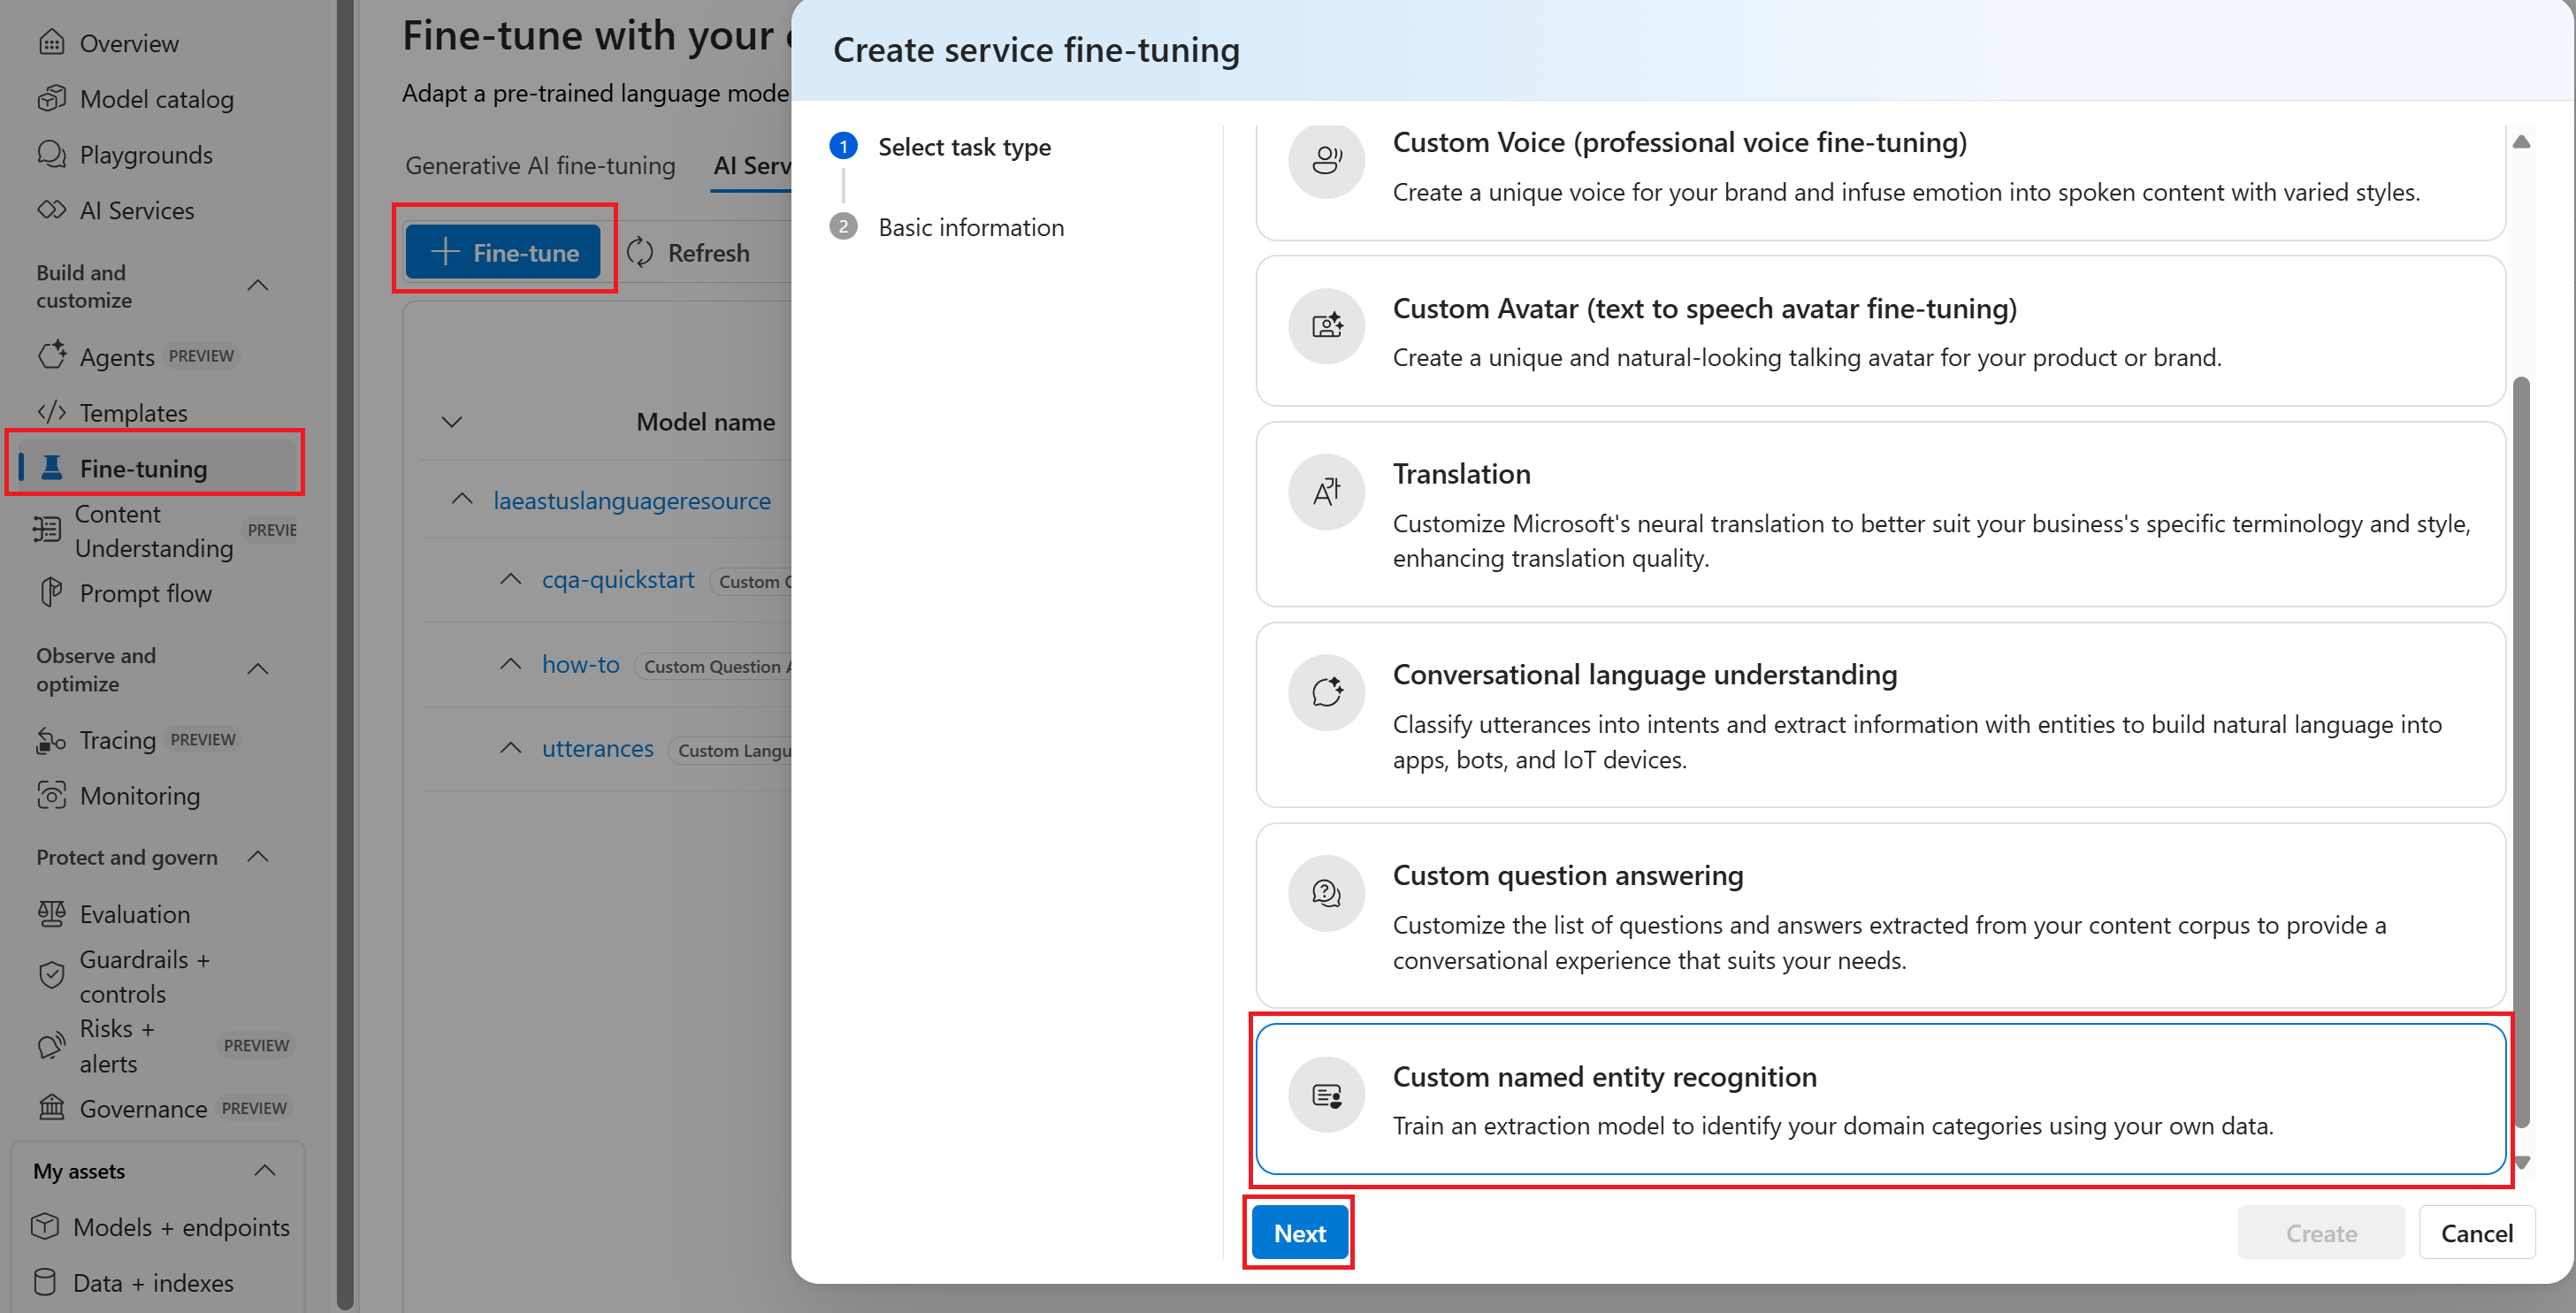 Overview
Model catalog
Playgrounds
AI Services
Build and
customize
Agents PREVIEW
Templates
Fine-tuning
Content
Understanding
Prompt flow
Observe and
optimize
Tracing PREVIEW
Monitoring
Protect and govern
Evaluation
Guardrails +
controls
Risks +
alerts PREVIEW
Governance PREVIEW
My assets
Models + endpoints
Data + indexes
Fine-tune with your
Adapt a pre-trained language
Generative AI fine-tuning AI
Fine-tune Refresh
Model name
laeastuslanguageresource
cqa-quickstart Custom
how-to Custom Question
utterances Custom
Create service fine-tuning
1 Select task type
2 Basic information
Custom Voice (professional voice fine-tuning)
Create a unique voice for your brand and infuse emotion into spoken content with varied styles.
Custom Avatar (text to speech avatar fine-tuning)
Create a unique and natural-looking talking avatar for your product or brand.
Translation
Customize Microsoft's neural translation to better suit your business's specific terminology and style,
enhancing translation quality.
Conversational language understanding
Classify utterances into intents and extract information with entities to build natural language into
apps, bots, and IoT devices.
Custom question answering
Customize the list of questions and answers extracted from your content corpus to provide a
conversational experience that suits your needs.
Custom named entity recognition
Train an extraction model to identify your domain categories using your own data.
Next
Create
Cancel